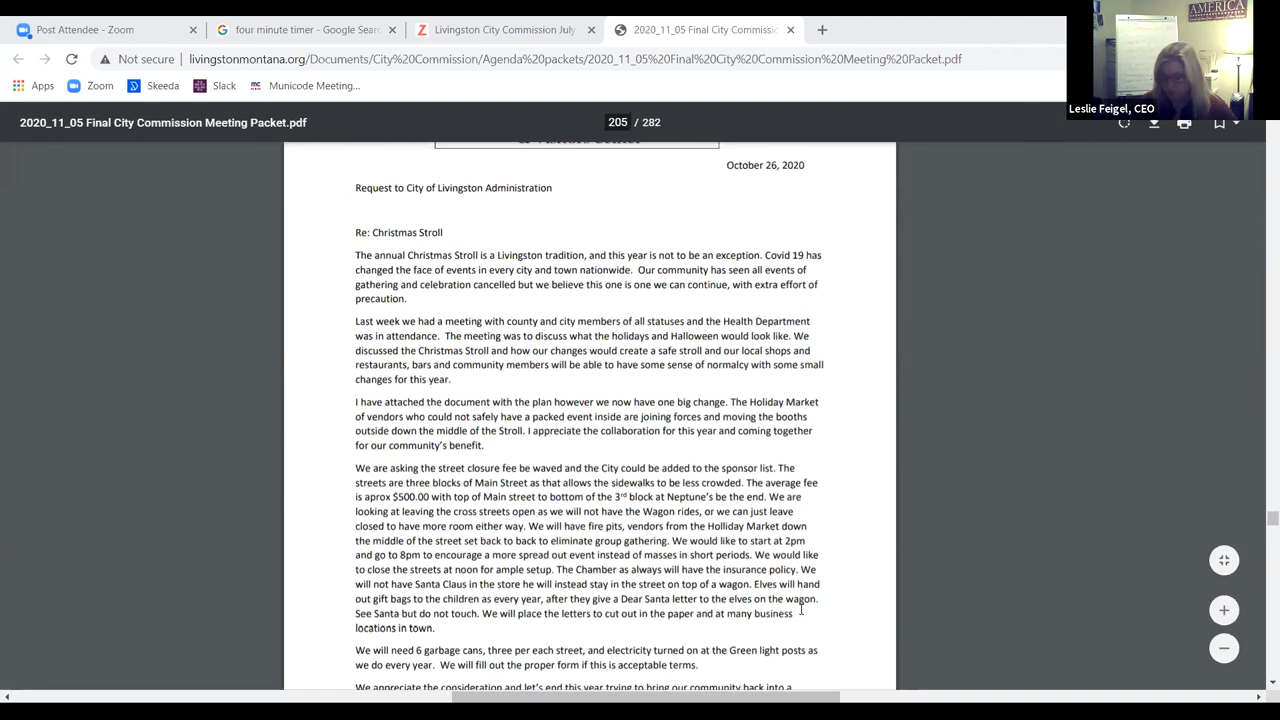 Post Attendee - Zoom
four minute timer - Google Sear
Livingston City Commission July
2020_11_05 Final City Commissio
Not secure
livingstonmontana.org/Documents/City%20Commission/Agenda%20packets/2020_11_05%20Final%20City%20Commission%20Meeting%20Packet.pdf
Apps
Zoom
Skeeda
Slack
Municode Meeting...
AMERICA
Leslie Feigel, CEO
2020_11_05 Final City Commission Meeting Packet.pdf
205 / 282
& Visitors Center
October 26, 2020
Request to City of Livingston Administration
Re: Christmas Stroll
The annual Christmas Stroll is a Livingston tradition, and this year is not to be an exception. Covid 19 has
changed the face of events in every city and town nationwide. Our community has seen all events of
gathering and celebration cancelled but we believe this one is one we can continue, with extra effort of
precaution.
Last week we had a meeting with county and city members of all statuses and the Health Department
was in attendance. The meeting was to discuss what the holidays and Halloween would look like. We
discussed the Christmas Stroll and how our changes would create a safe stroll and our local shops and
restaurants, bars and community members will be able to have some sense of normalcy with some small
changes for this year.
I have attached the document with the plan however we now have one big change. The Holiday Market
of vendors who could not safely have a packed event inside are joining forces and moving the booths
outside down the middle of the Stroll. I appreciate the collaboration for this year and coming together
for our community's benefit.
We are asking the street closure fee be waved and the City could be added to the sponsor list. The
streets are three blocks of Main Street as that allows the sidewalks to be less crowded. The average fee
is aprox $500.00 with top of Main street to bottom of the 3rd block at Neptune's be the end. We are
looking at leaving the cross streets open as we will not have the Wagon rides, or we can just leave
closed to have more room either way. We will have fire pits, vendors from the Holliday Market down
the middle of the street set back to back to eliminate group gathering. We would like to start at 2pm
and go to 8pm to encourage a more spread out event instead of masses in short periods. We would like
to close the streets at noon for ample setup. The Chamber as always will have the insurance policy. We
will not have Santa Claus in the store he will instead stay in the street on top of a wagon. Elves will hand
out gift bags to the children as every year, after they give a Dear Santa letter to the elves on the wagon.
See Santa but do not touch. We will place the letters to cut out in the paper and at many business
locations in town.
We will need 6 garbage cans, three per each street, and electricity turned on at the Green light posts as
we do every year. We will fill out the proper form if this is acceptable terms.
We appreciate the consideration and let's end this year trying to bring our community back into a